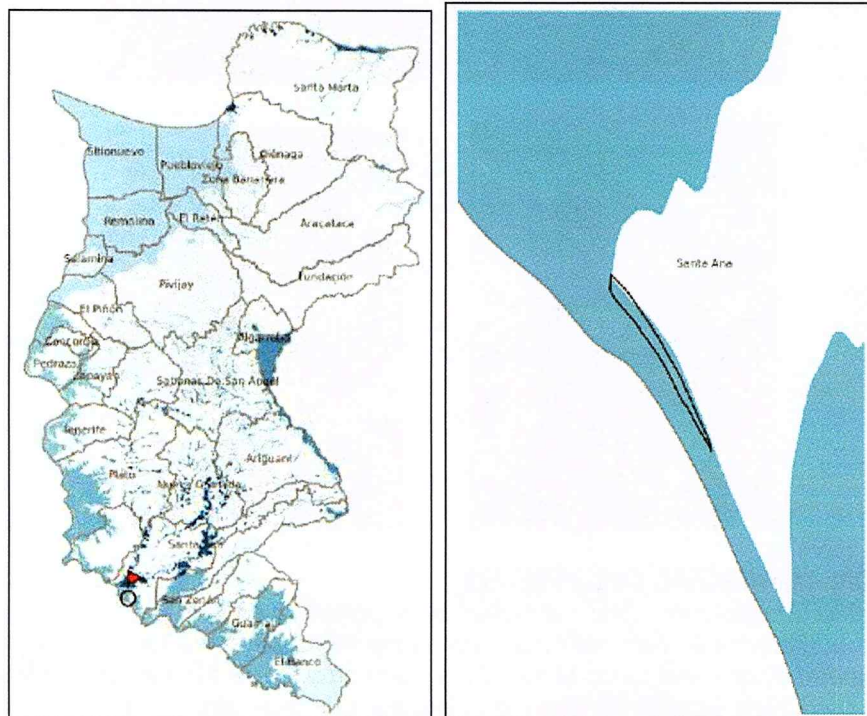 Santa Marta
Sitionuevo
Puebloviejo
Ciénaga
Zona Bananera
Remolino
El Retén
Aracataca
Salamina
Fundación
Pivijay
El Piñón
Algarrobo
Concordia
Pedraza
Zapayán
Sabanas De San Angel
Tenerife
Ariguaní
Plato
Nueva Granada
San Zenón
Guamal
El Banco
Santa Ana